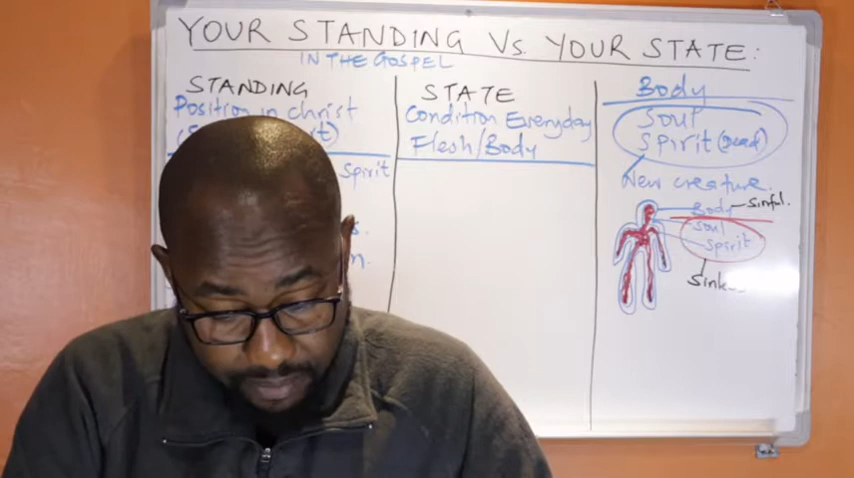 YOUR STANDING Vs. YOUR STATE:
IN THE GOSPEL
STANDING
Position in Christ
Spirit
STATE
Condition Everyday
Flesh/Body
Body
Soul
Spirit (Dead)
New creature.
Body - Sinful.
Soul
Spirit